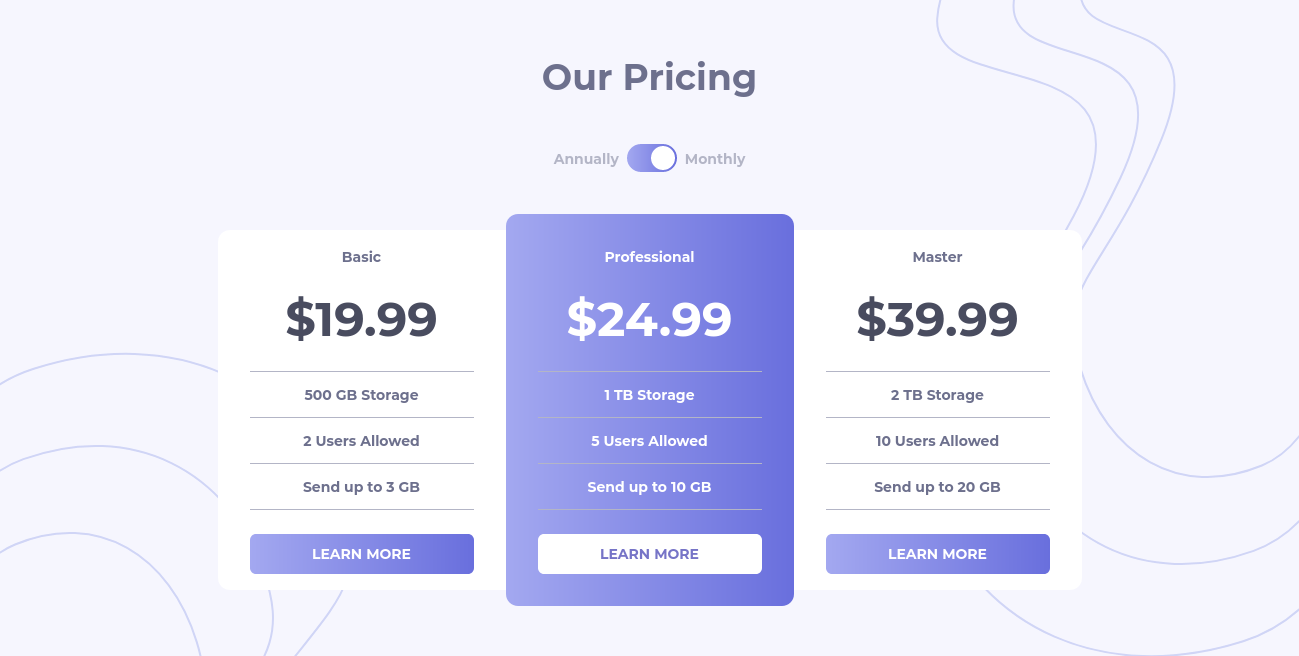 Our Pricing
Annually Monthly
Basic
$19.99
500 GB Storage
2 Users Allowed
Send up to 3 GB
LEARN MORE
Professional
$24.99
1 TB Storage
5 Users Allowed
Send up to 10 GB
LEARN MORE
Master
$39.99
2 TB Storage
10 Users Allowed
Send up to 20 GB
LEARN MORE